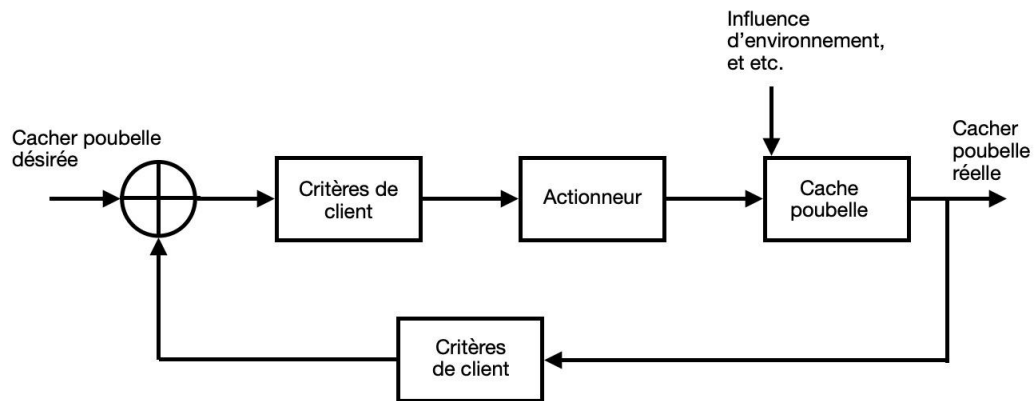 Influence
d'environnement,
et etc.
Cacher poubelle
désirée
Cacher
poubelle
réelle
Critères de
client
Actionneur
Cache
poubelle
Critères
de client